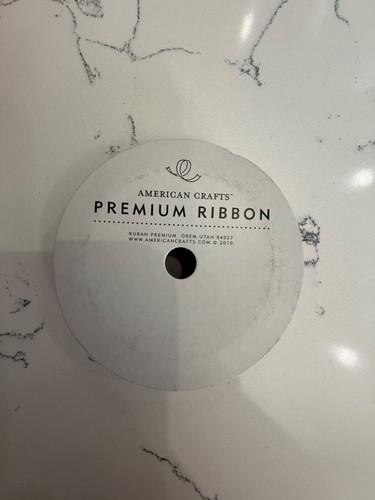 AMERICAN CRAFTS™
PREMIUM RIBBON
RUBAN PREMIUM OREM UTAH 84057
WWW.AMERICANCRAFTS.COM © 2010